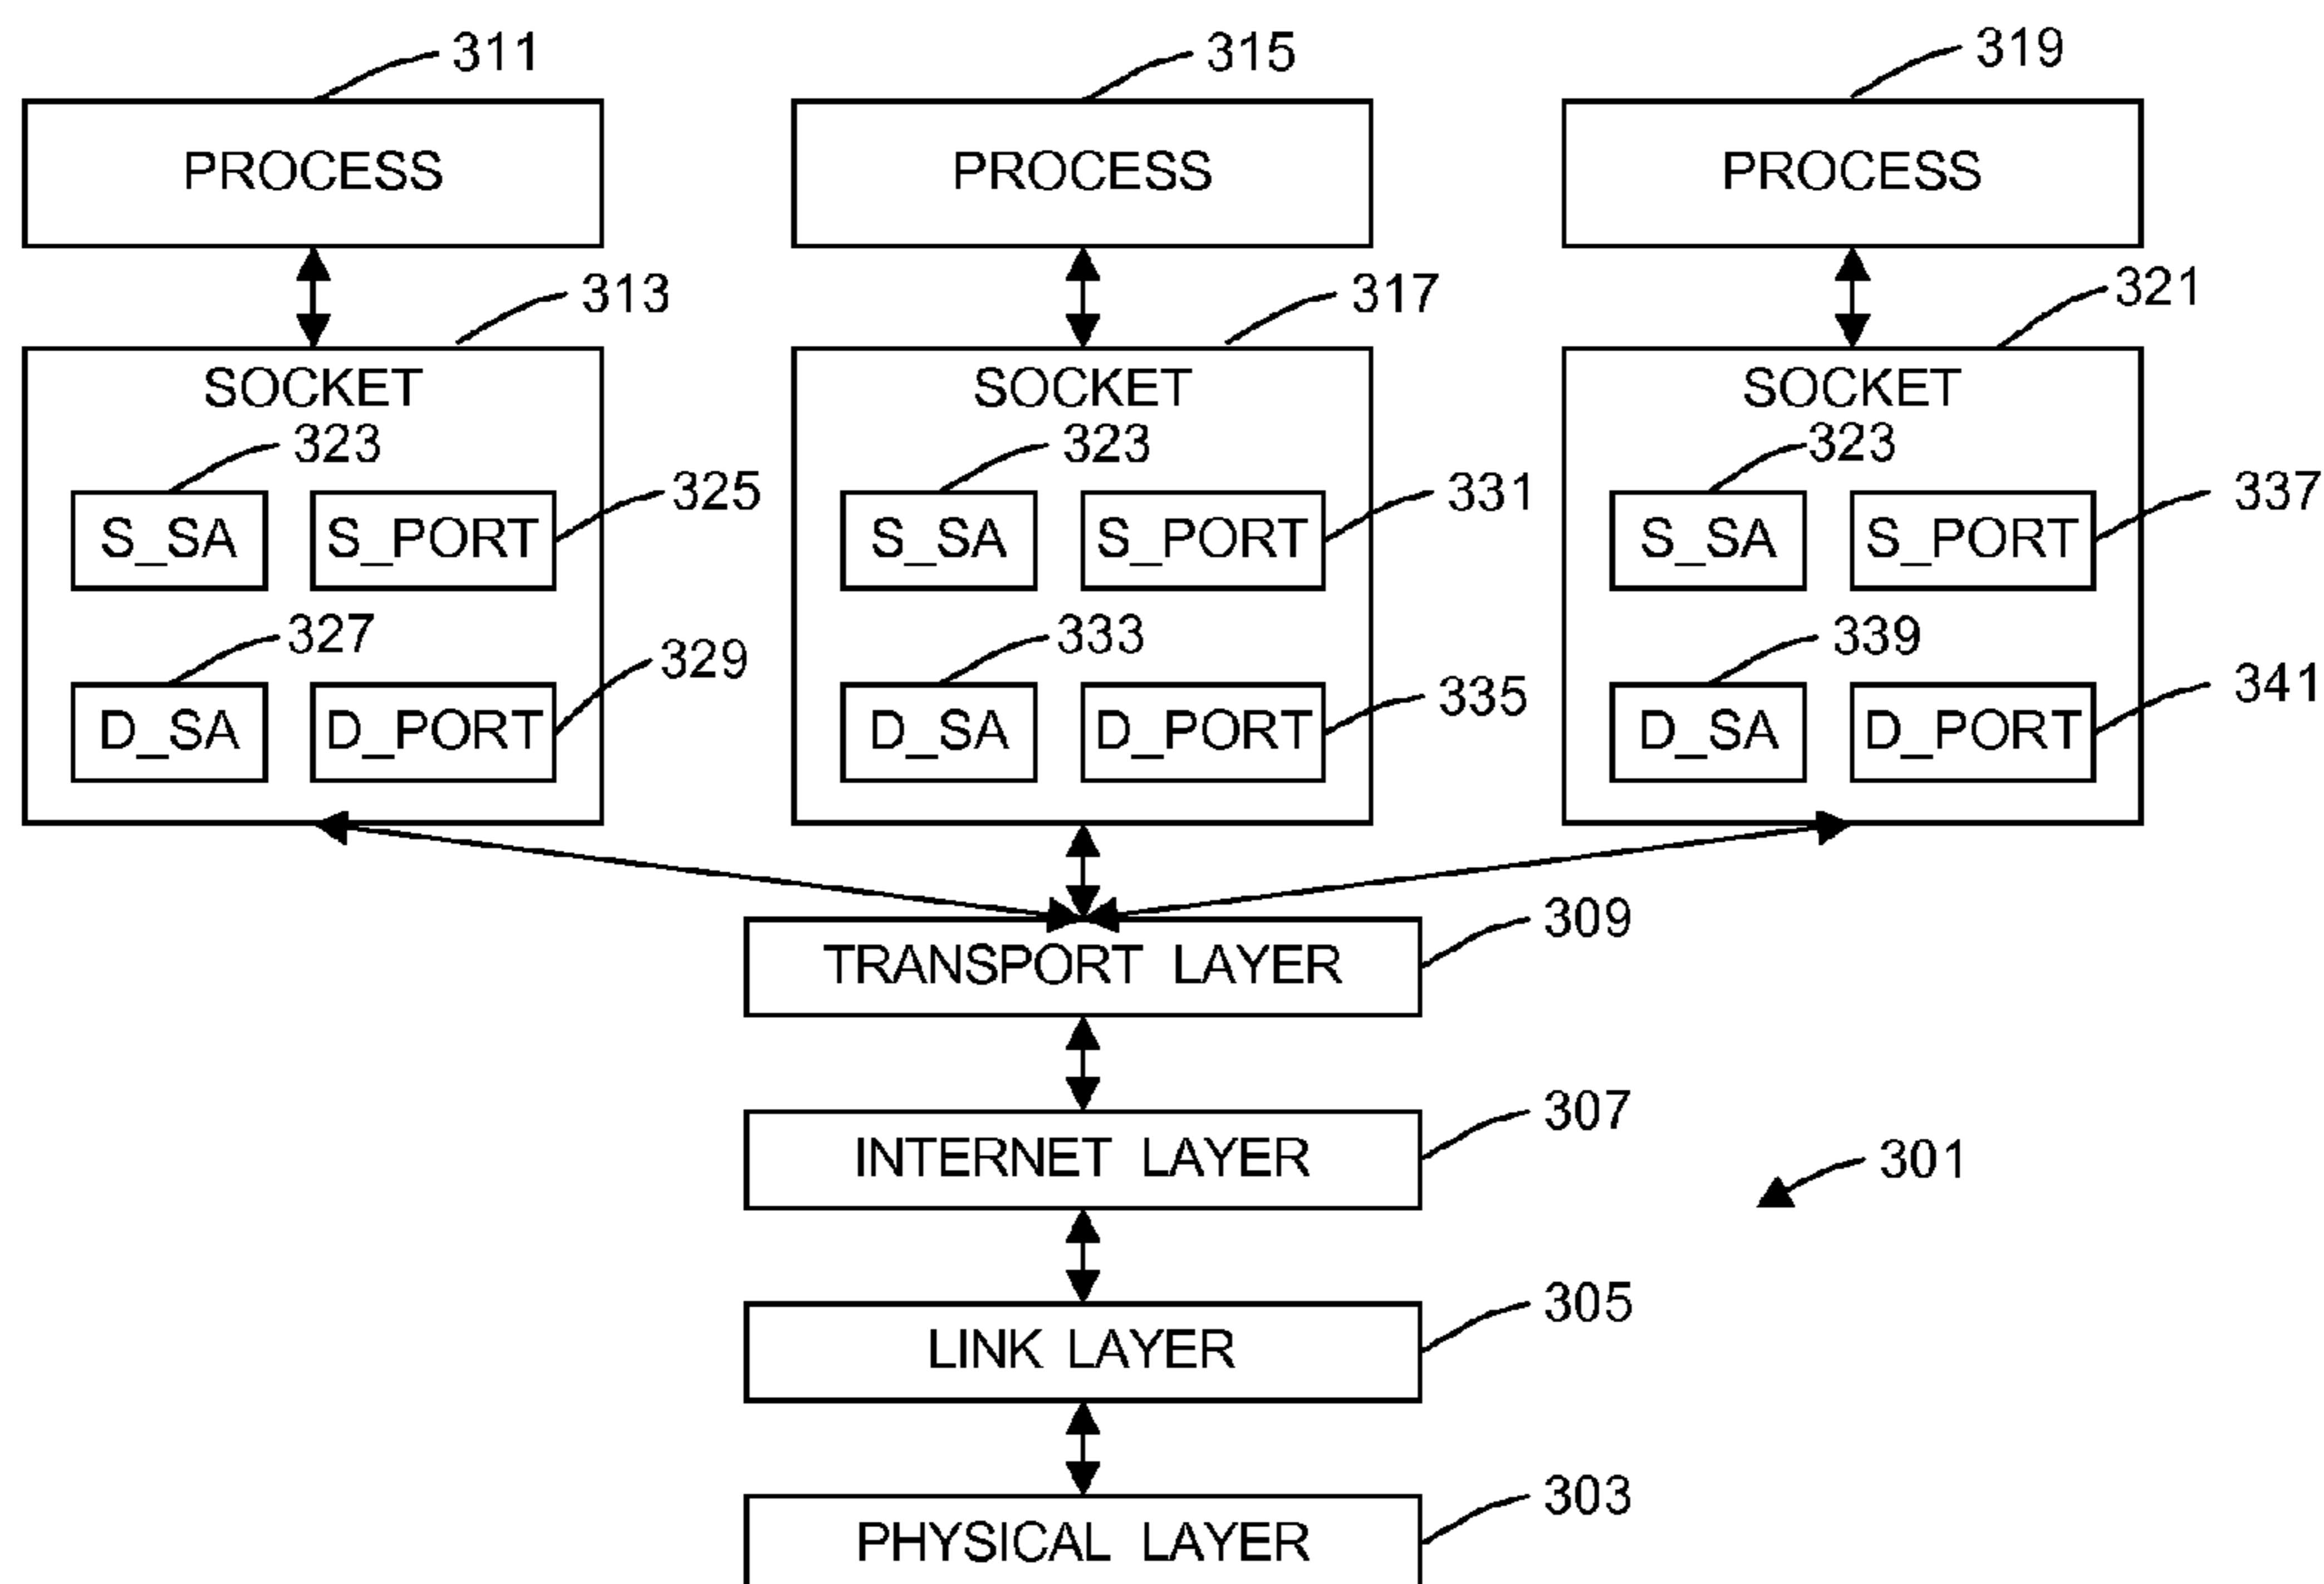 311 315 319
PROCESS PROCESS PROCESS
313 317 321
SOCKET SOCKET SOCKET
323 323 323
325 331 337
S_SA S_PORT S_SA S_PORT S_SA S_PORT
327 333 339
329 335 341
D_SA D_PORT D_SA D_PORT D_SA D_PORT
309
TRANSPORT LAYER
307
INTERNET LAYER
301
305
LINK LAYER
303
PHYSICAL LAYER